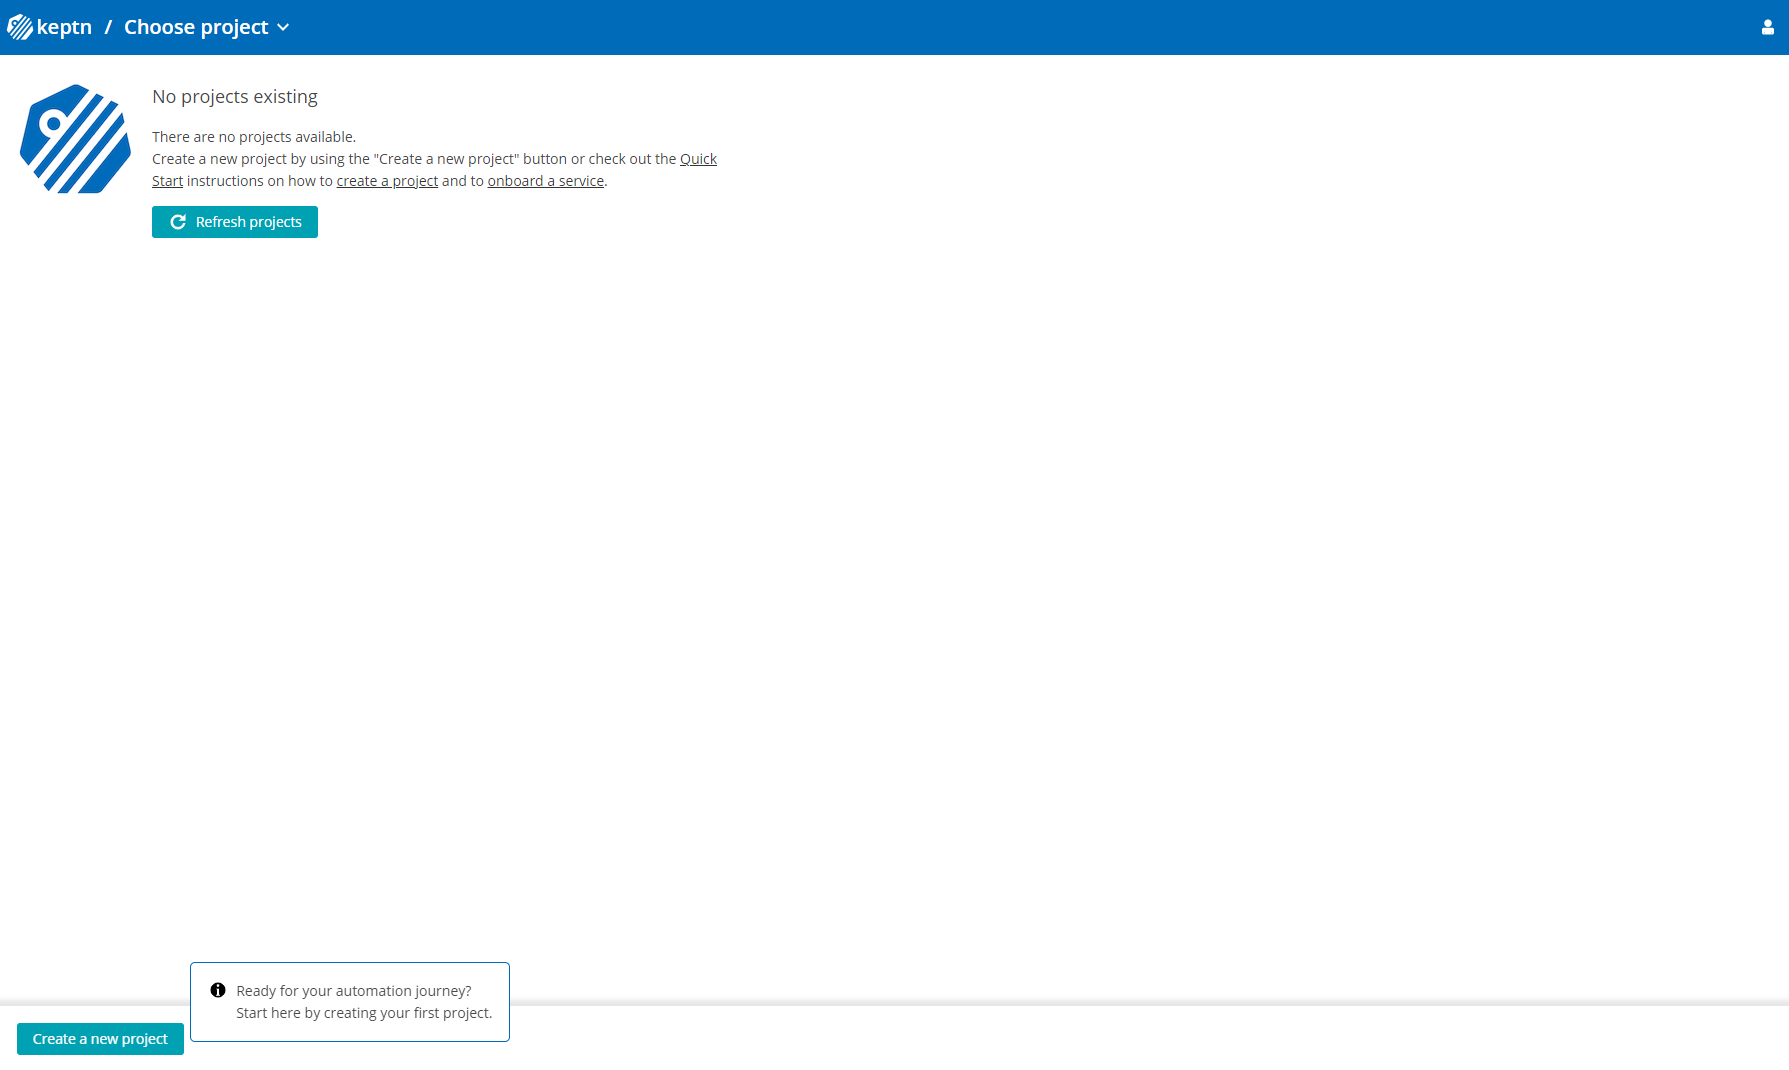 keptn / Choose project
No projects existing
There are no projects available.
Create a new project by using the "Create a new project" button or check out the Quick
Start instructions on how to create a project and to onboard a service.
Refresh projects
Ready for your automation journey?
Start here by creating your first project.
Create a new project